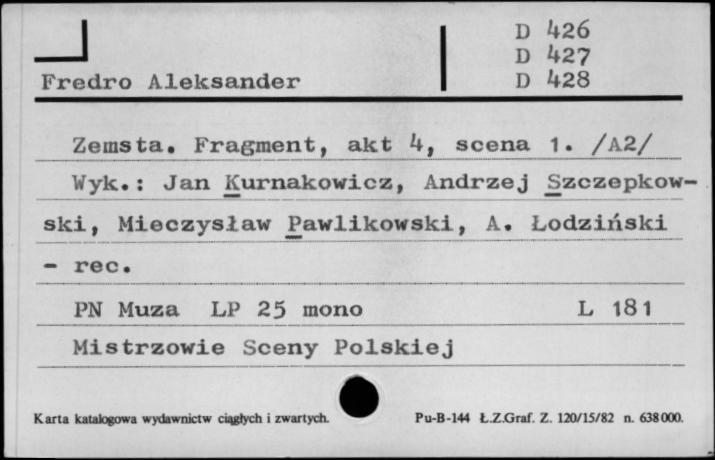 D 426
D 427
Fredro Aleksander D 428
Zemsta. Fragment, akt 4, scena 1. /A2/
Wyk.: Jan Kurnakowicz, Andrzej Szczepkow-
ski, Mieczysław Pawlikowski, A. Łodziński
- rec.
PN Muza LP 25 mono L 181
Mistrzowie Sceny Polskiej
Karta katalogowa wydawnictw ciągłych i zwartych. Pu-B-144 Ł.Z.Graf. Z. 120/15/82 n. 638000.